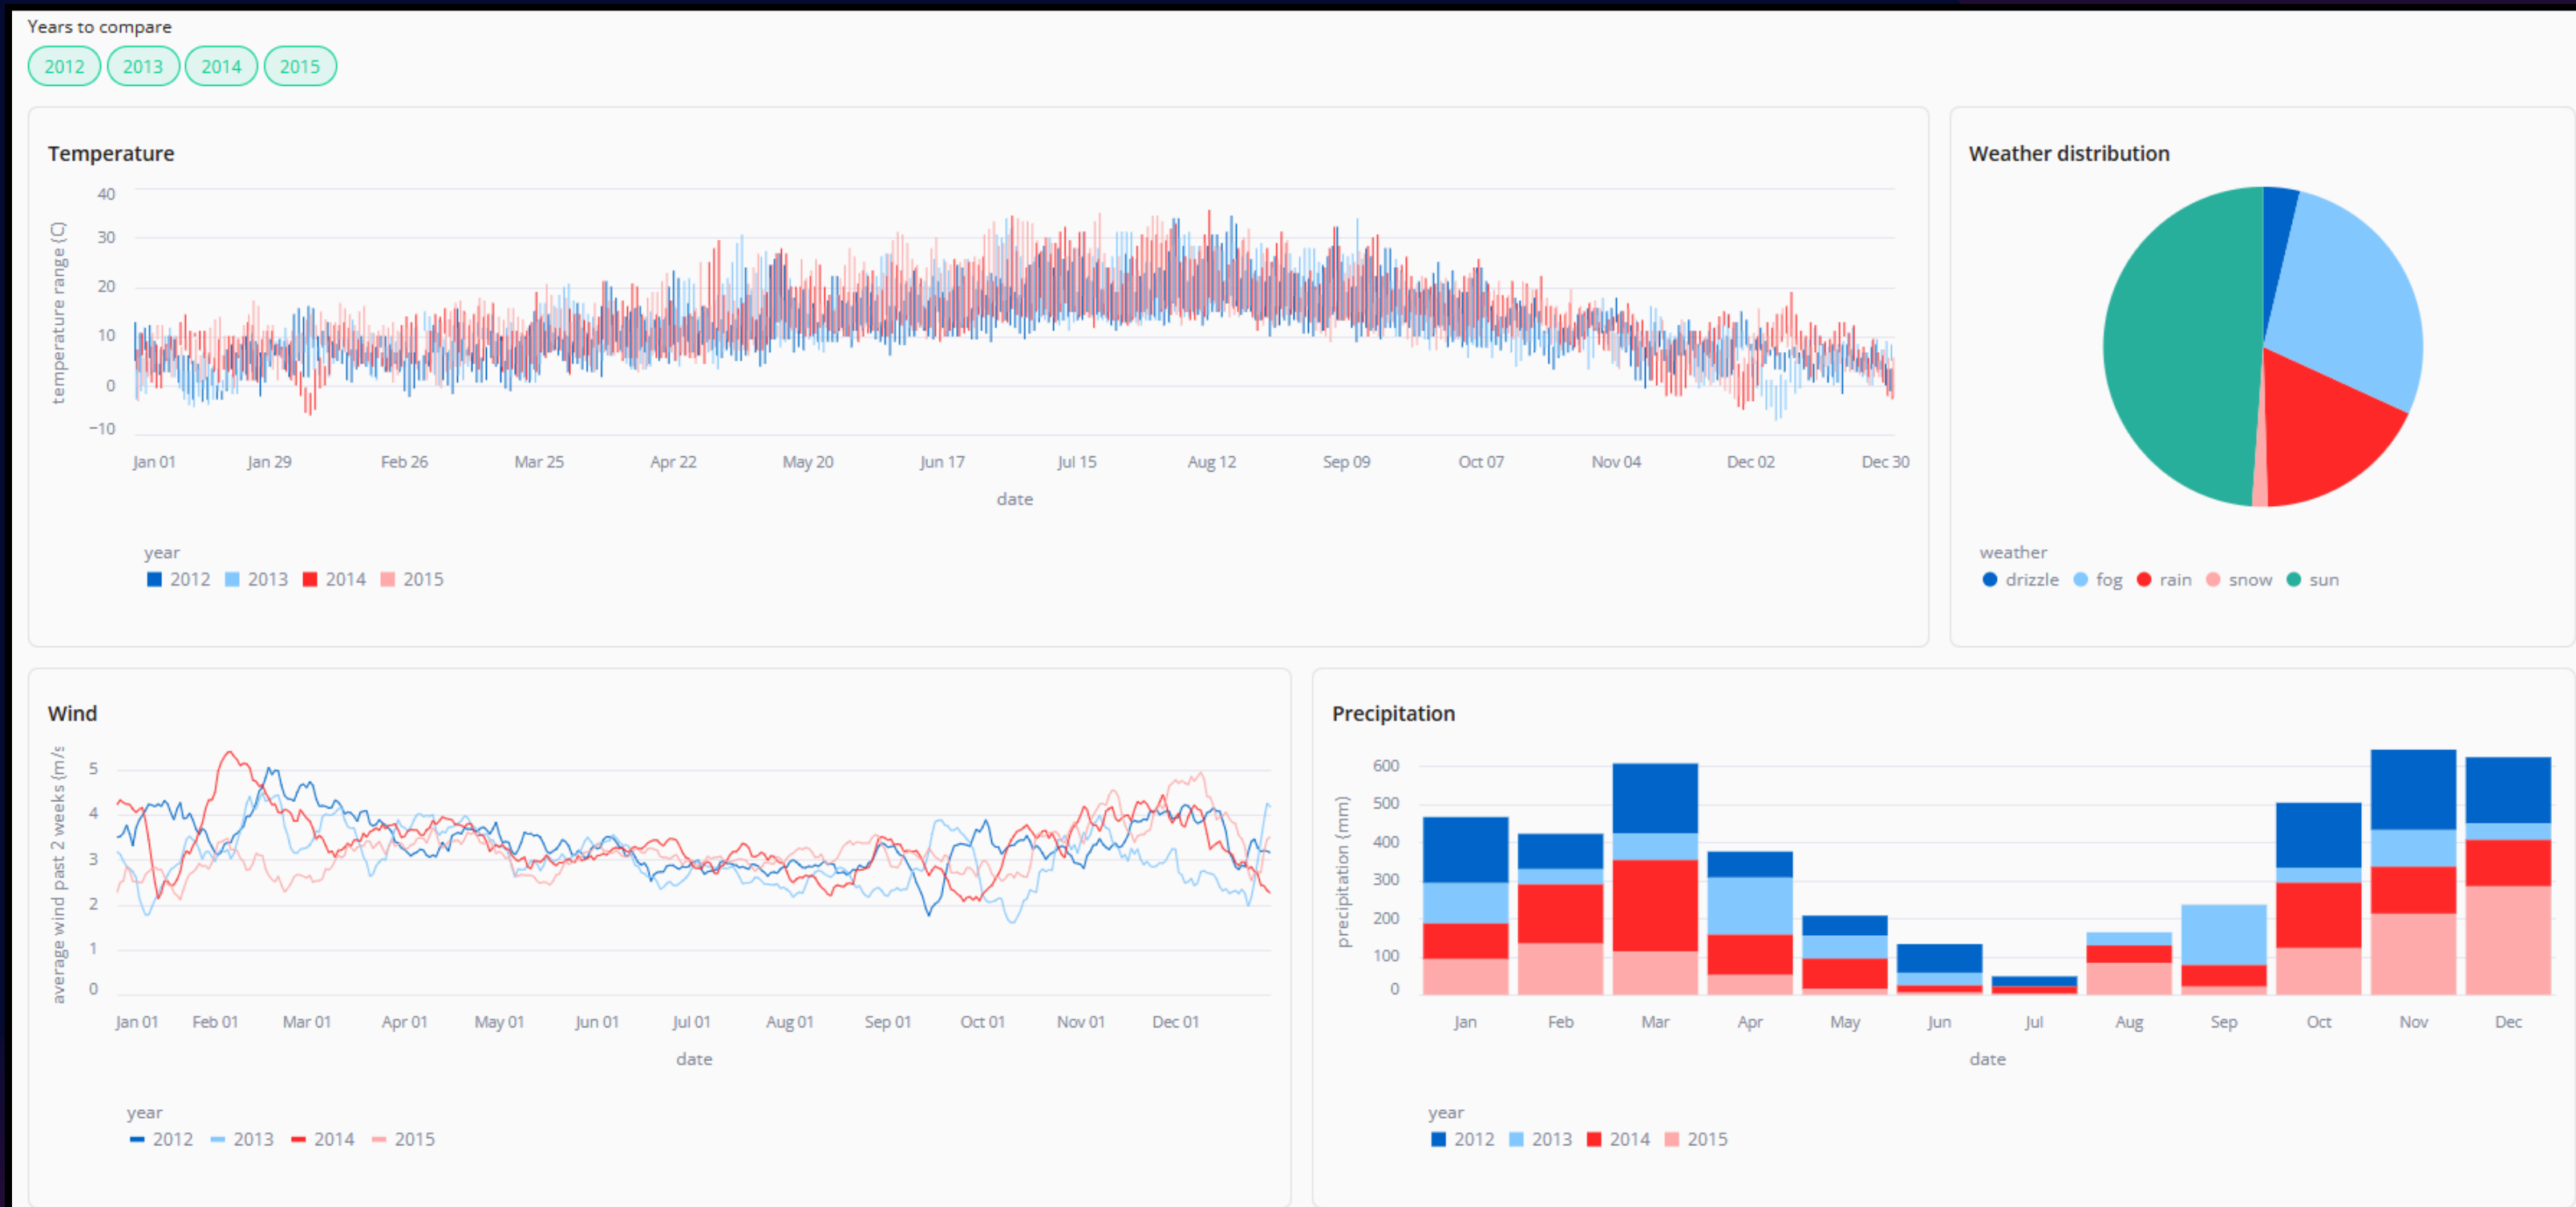 Years to compare
2012 2013 2014 2015
Temperature
temperature range (C)
40
30
20
10
0
−10
Jan 01 Jan 29 Feb 26 Mar 25 Apr 22 May 20 Jun 17 Jul 15 Aug 12 Sep 09 Oct 07 Nov 04 Dec 02 Dec 30
date
year
2012 2013 2014 2015
Weather distribution
weather
drizzle fog rain snow sun
Wind
average wind past 2 weeks (m/s
5
4
3
2
1
0
Jan 01 Feb 01 Mar 01 Apr 01 May 01 Jun 01 Jul 01 Aug 01 Sep 01 Oct 01 Nov 01 Dec 01
date
year
2012 2013 2014 2015
Precipitation
precipitation (mm)
600
500
400
300
200
100
0
Jan Feb Mar Apr May Jun Jul Aug Sep Oct Nov Dec
date
year
2012 2013 2014 2015